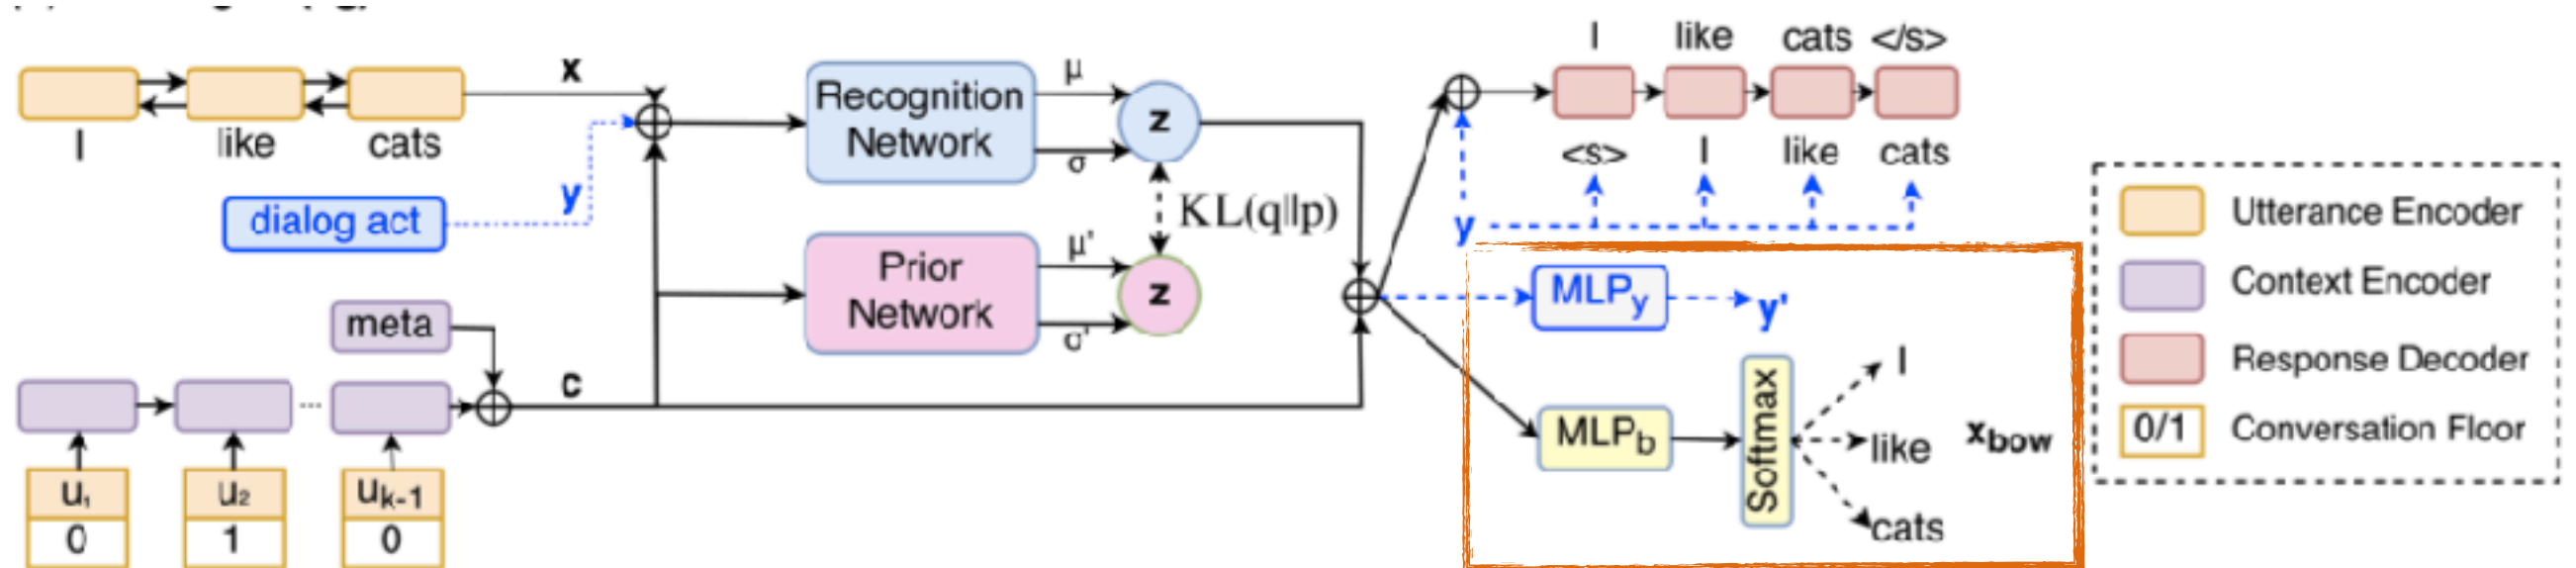 I like cats
x
dialog act
y
meta
c
u₁ u₂ uₖ₋₁
0 1 0
...
Recognition
Network
μ
σ
z
KL(q||p)
Prior
Network
μ'
σ'
z
I like cats </s>
<s> I like cats
y
MLPy
y'
MLPb
Softmax
I
like
cats
xbow
Utterance Encoder
Context Encoder
Response Decoder
0/1 Conversation Floor